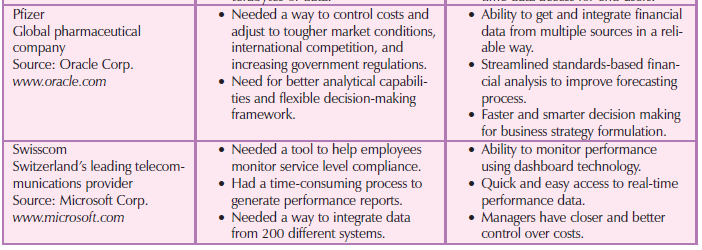 Pfizer
Global pharmaceutical
company
Source: Oracle Corp.
www.oracle.com
• Needed a way to control costs and
adjust to tougher market conditions,
international competition, and
increasing government regulations.
• Need for better analytical capabili-
ties and flexible decision-making
framework.
• Ability to get and integrate financial
data from multiple sources in a reli-
able way.
• Streamlined standards-based finan-
cial analysis to improve forecasting
process.
• Faster and smarter decision making
for business strategy formulation.
Swisscom
Switzerland's leading telecom-
munications provider
Source: Microsoft Corp.
www.microsoft.com
• Needed a tool to help employees
monitor service level compliance.
• Had a time-consuming process to
generate performance reports.
• Needed a way to integrate data
from 200 different systems.
• Ability to monitor performance
using dashboard technology.
• Quick and easy access to real-time
performance data.
• Managers have closer and better
control over costs.